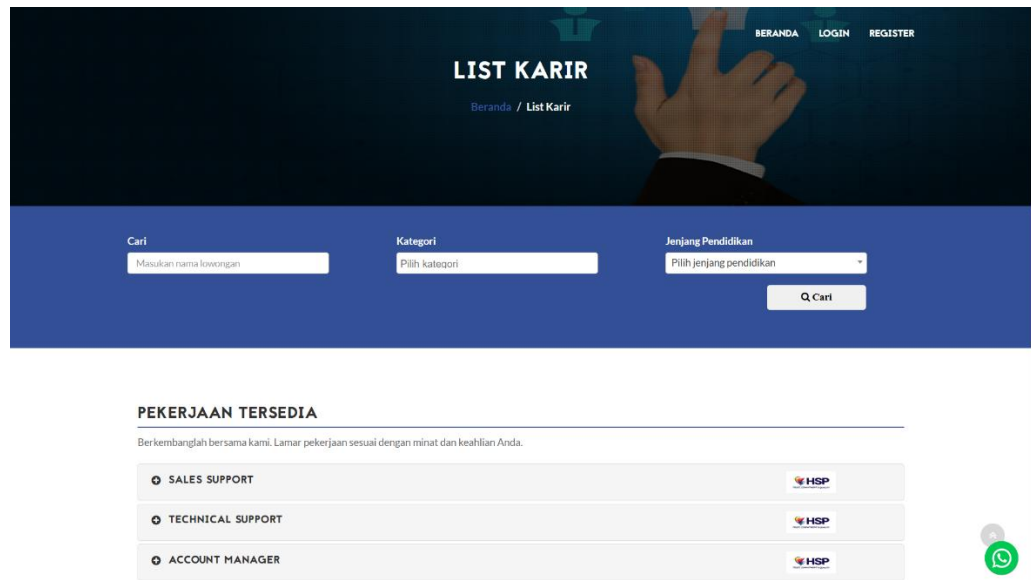 BERANDA LOGIN REGISTER
LIST KARIR
Beranda / List Karir
Cari Kategori Jenjang Pendidikan
Masukan nama lowongan Pilih kategori Pilih jenjang pendidikan
Cari
PEKERJAAN TERSEDIA
Berkembanglah bersama kami. Lamar pekerjaan sesuai dengan minat dan keahlian Anda.
SALES SUPPORT HSP
TECHNICAL SUPPORT HSP
ACCOUNT MANAGER HSP